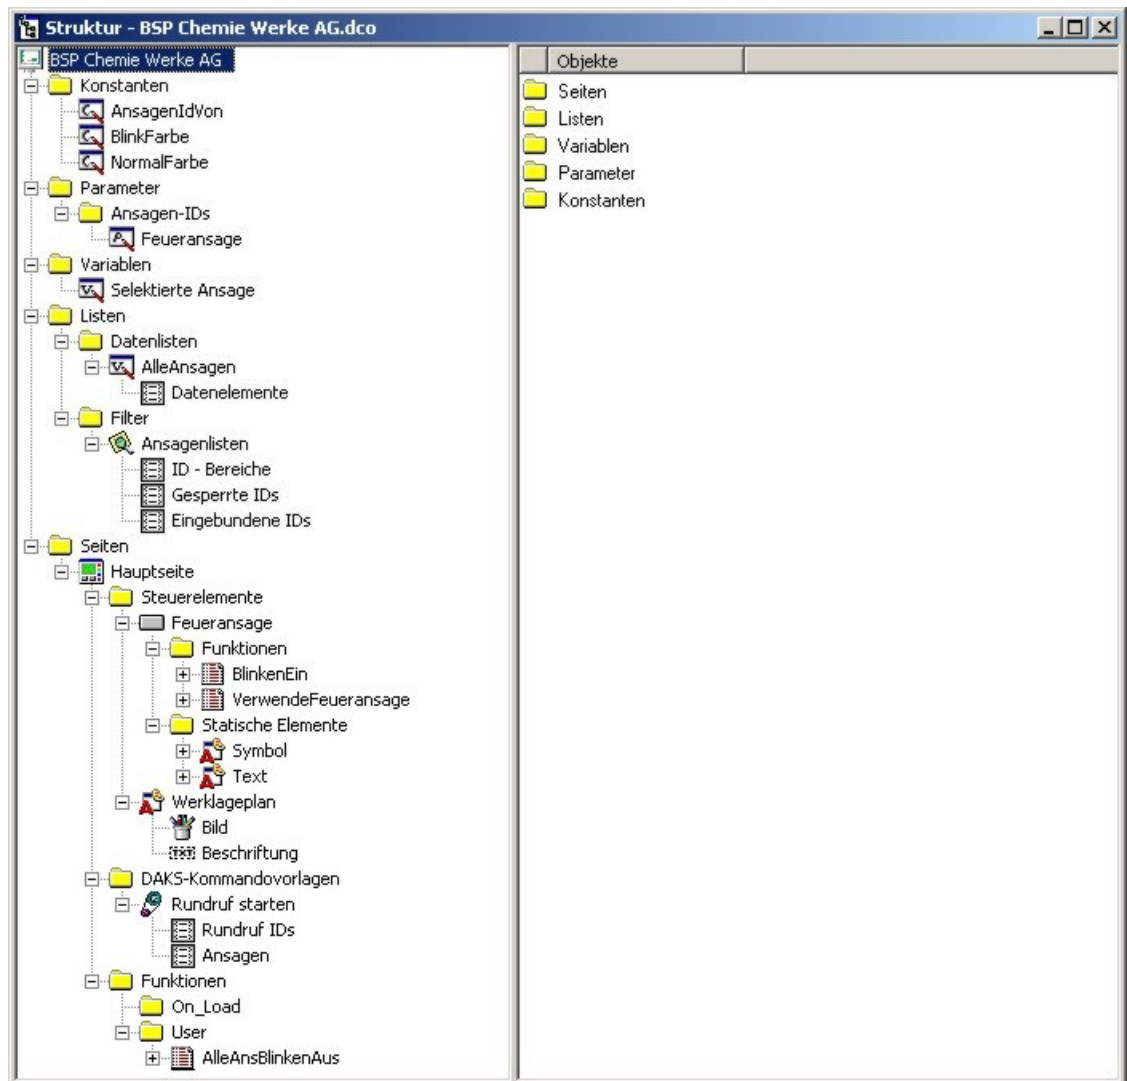 Struktur - BSP Chemie Werke AG.dco
BSP Chemie Werke AG
Konstanten
AnsagenIdVon
BlinkFarbe
NormalFarbe
Parameter
Ansagen-IDs
Feueransage
Variablen
Selektierte Ansage
Listen
Datenlisten
AlleAnsagen
Datenelemente
Filter
Ansagenlisten
ID - Bereiche
Gesperrte IDs
Eingebundene IDs
Seiten
Hauptseite
Steuerelemente
Feueransage
Funktionen
BlinkenEin
VerwendeFeueransage
Statische Elemente
Symbol
Text
Werklageplan
Bild
Beschriftung
DAKS-Kommandovorlagen
Rundruf starten
Rundruf IDs
Ansagen
Funktionen
On_Load
User
AlleAnsBlinkenAus
Objekte
Seiten
Listen
Variablen
Parameter
Konstanten